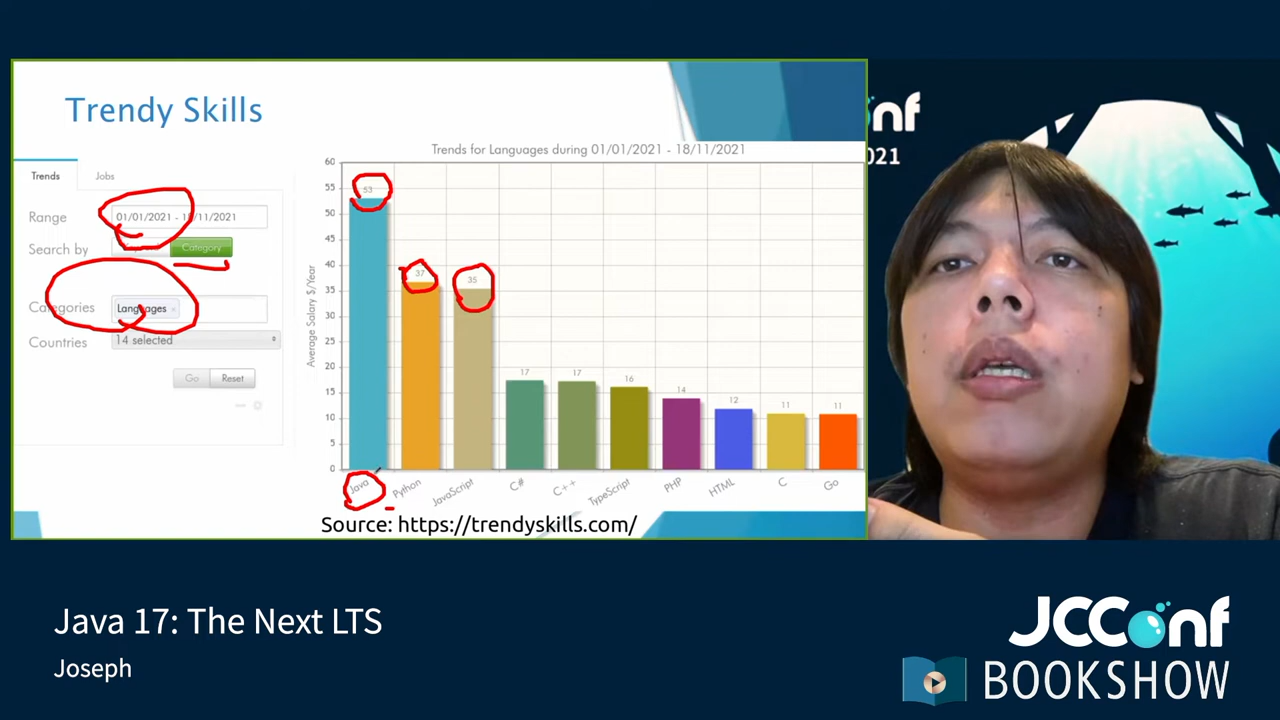 Trendy Skills
Trends Jobs
Range 01/01/2021 - 18/11/2021
Search by Category
Categories Languages ×
Countries 14 selected
Go Reset
Trends for Languages during 01/01/2021 - 18/11/2021
Average Salary $/Year
60
55
50
45
40
35
30
25
20
15
10
5
0
53
37
35
17
17
16
14
12
11
11
Java
Python
JavaScript
C#
C++
TypeScript
PHP
HTML
C
Go
Source: https://trendyskills.com/
nf
021
Java 17: The Next LTS
Joseph
JCConf
BOOKSHOW